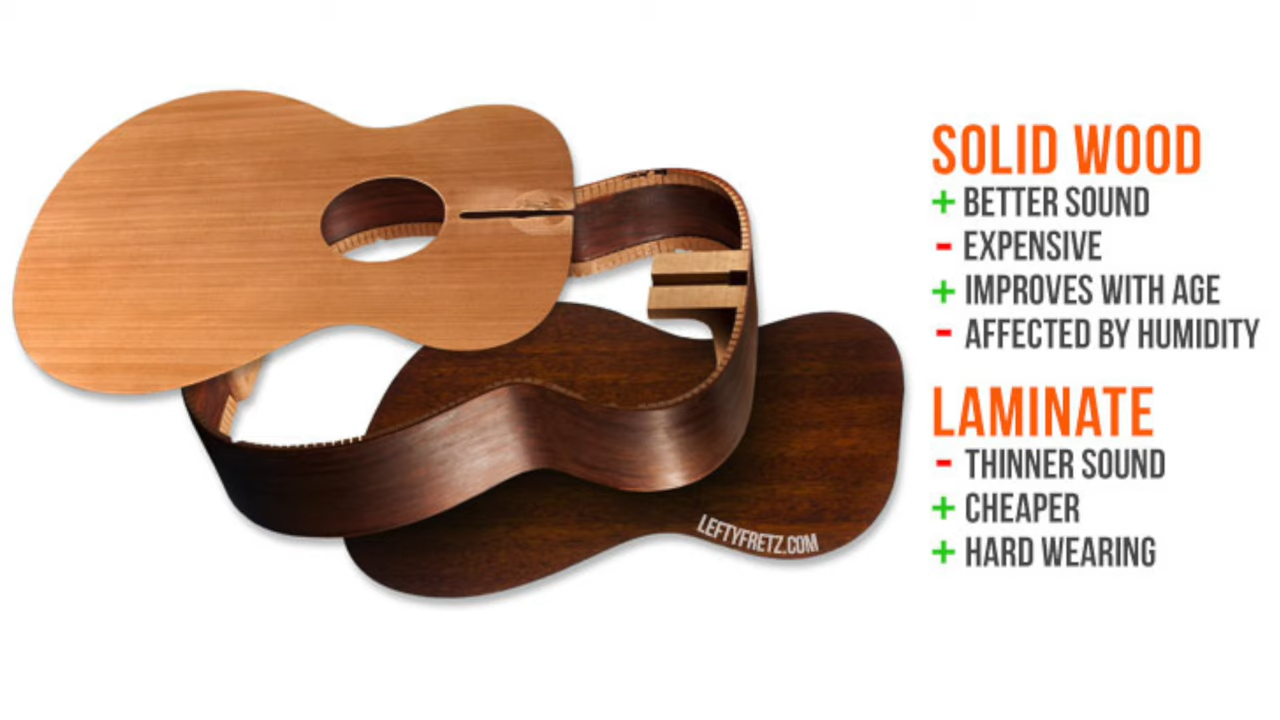 SOLID WOOD
+ BETTER SOUND
- EXPENSIVE
+ IMPROVES WITH AGE
- AFFECTED BY HUMIDITY
LAMINATE
- THINNER SOUND
+ CHEAPER
+ HARD WEARING
LEFTYFRETZ.COM